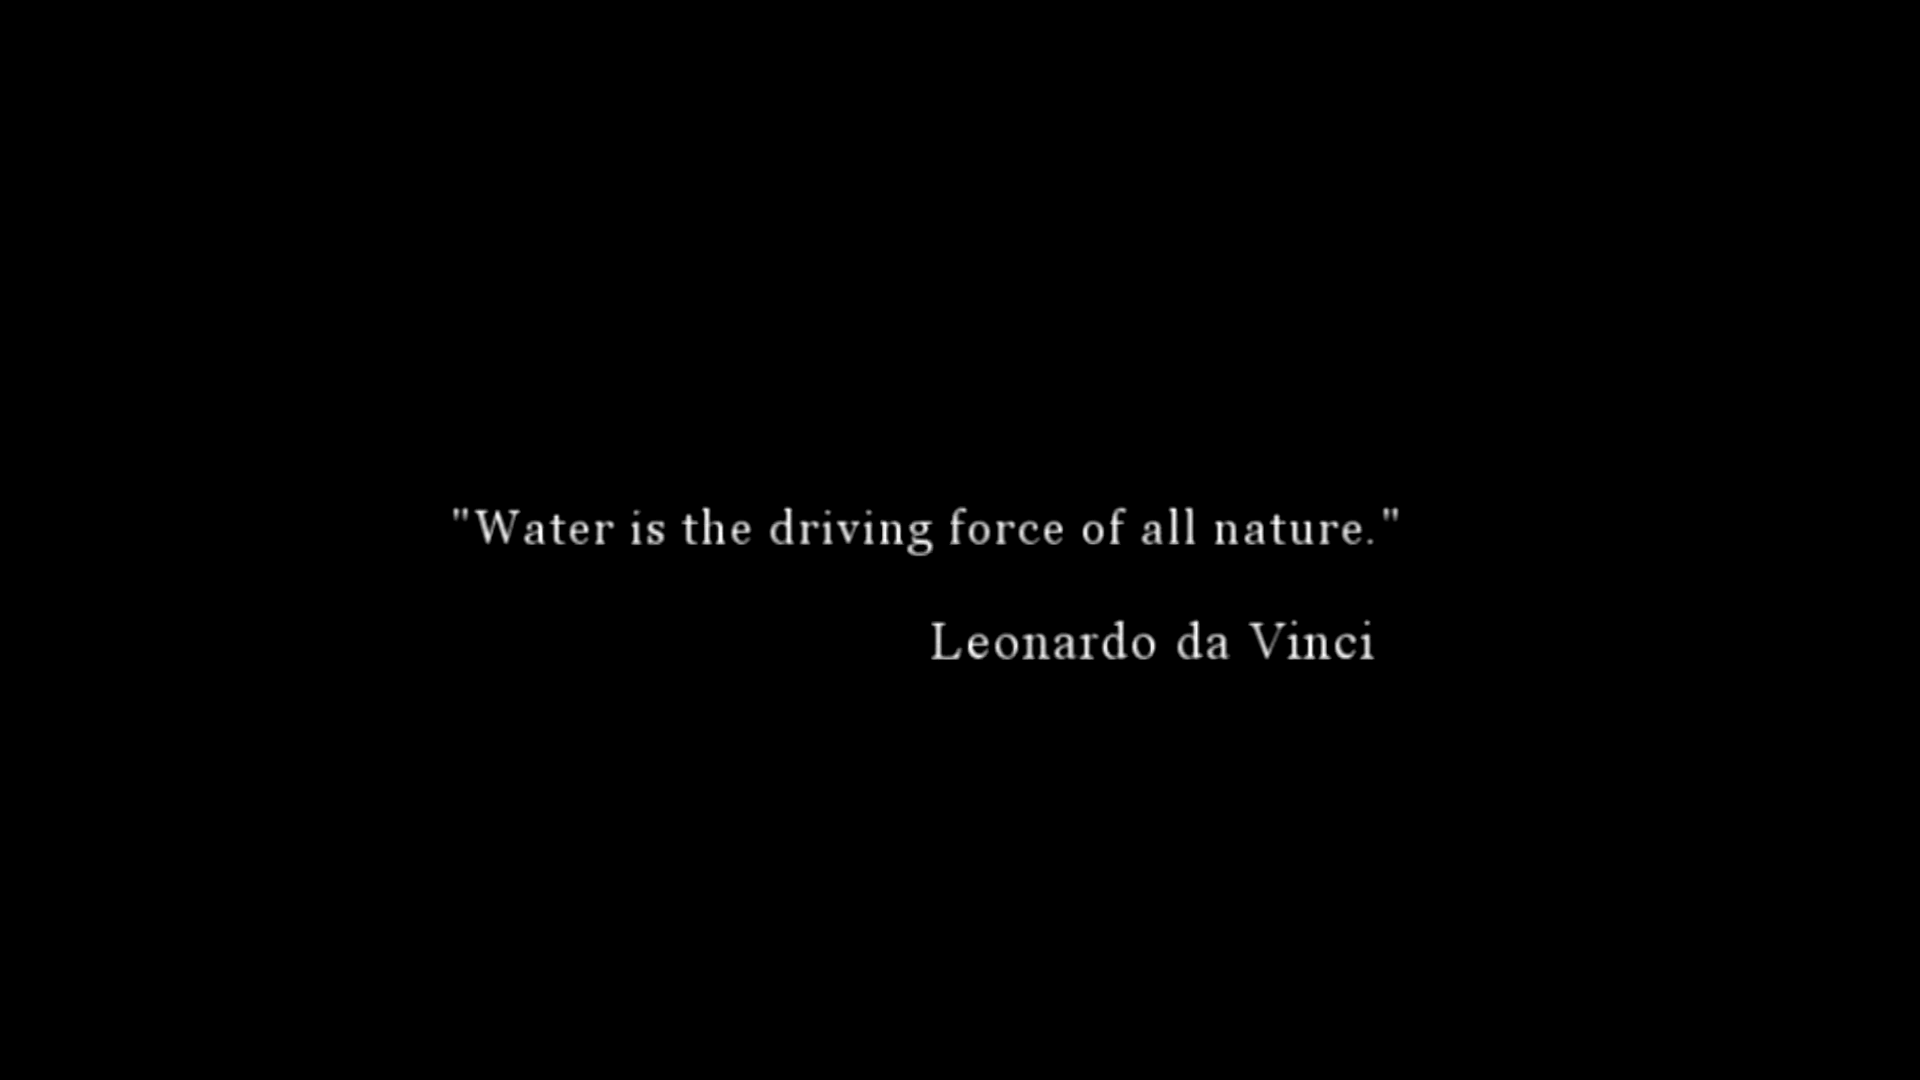 "Water is the driving force of all nature."
Leonardo da Vinci